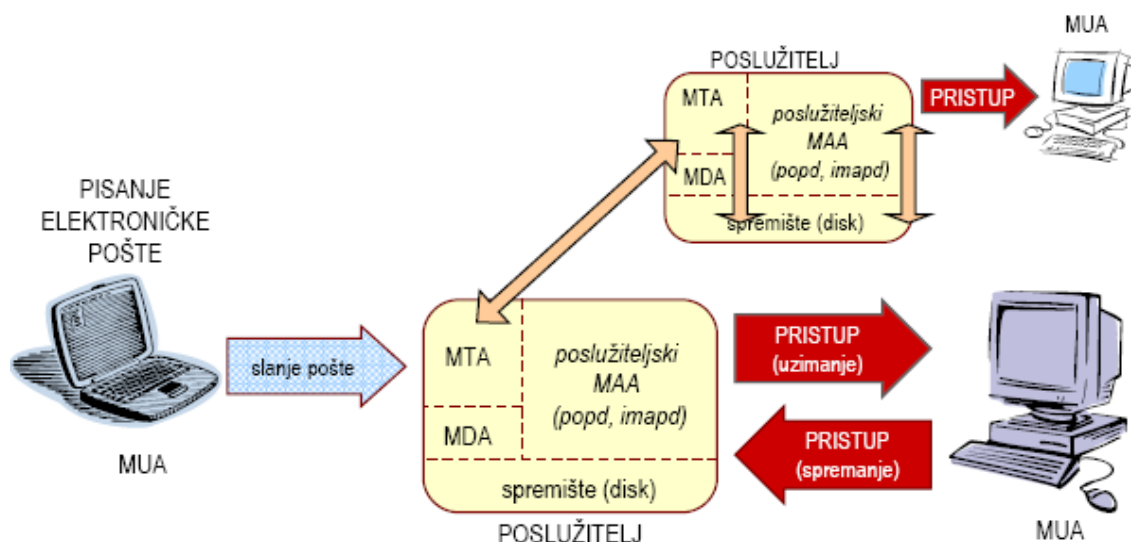 MUA
POSLUŽITELJ
MTA
poslužiteljski
MAA
(popd, imapd)
MDA
spremište (disk)
PRISTUP
PISANJE
ELEKTRONIČKE
POŠTE
MUA
slanje pošte
MTA
poslužiteljski
MAA
(popd, imapd)
MDA
spremište (disk)
POSLUŽITELJ
PRISTUP
(uzimanje)
PRISTUP
(spremanje)
MUA